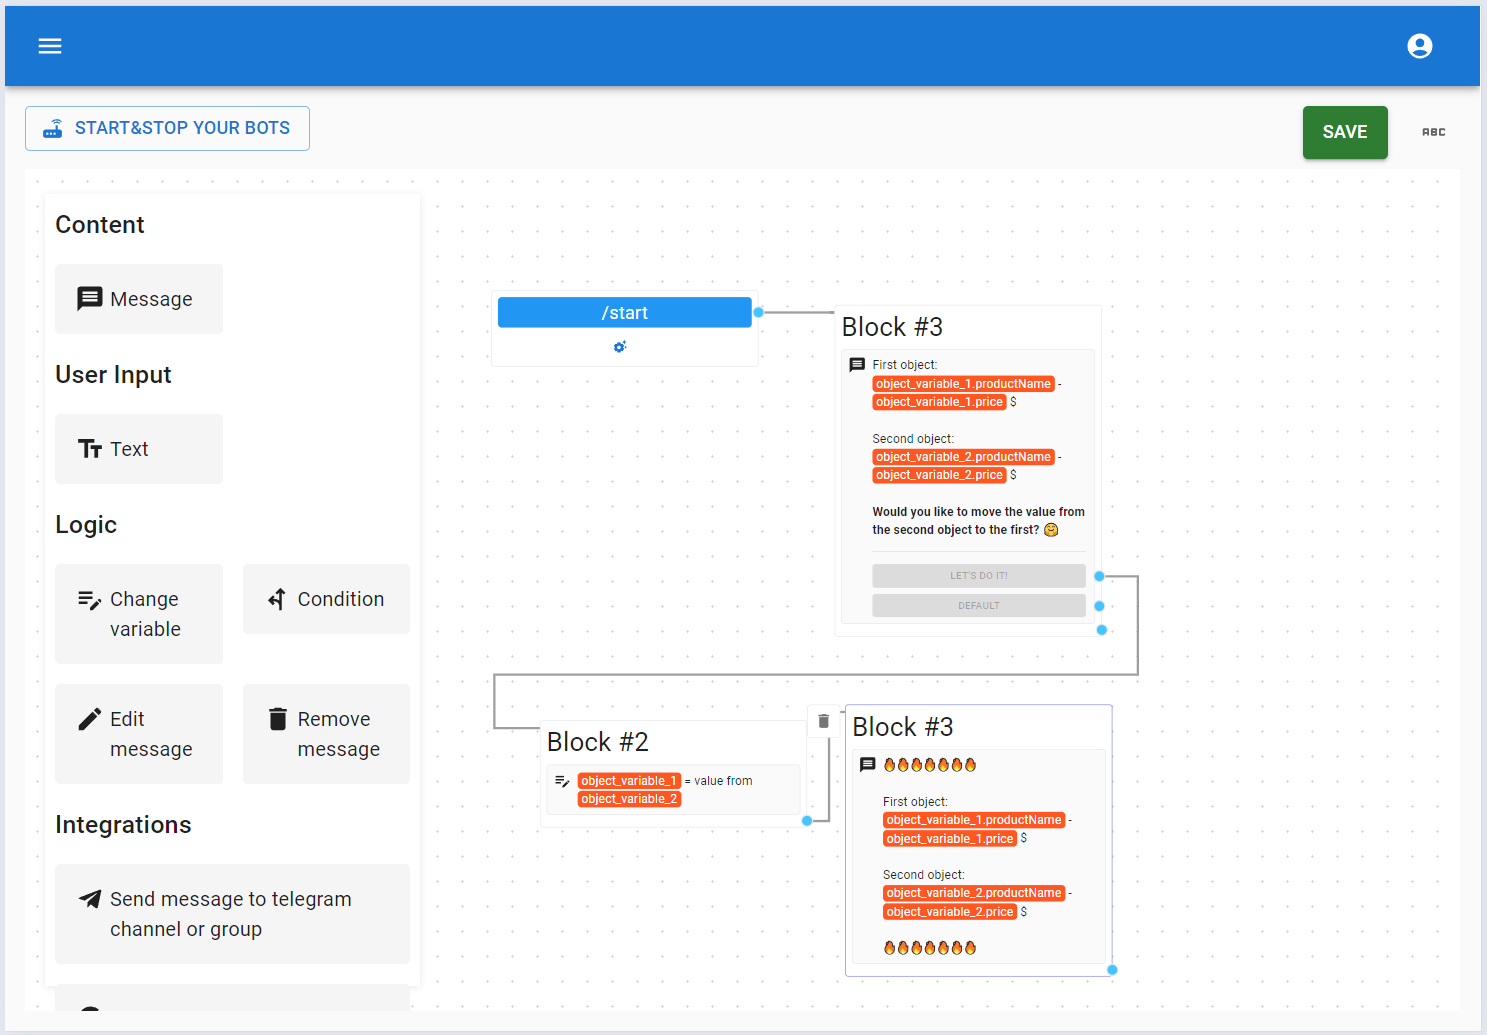 START&STOP YOUR BOTS
SAVE
ABC
Content
Message
User Input
Text
Logic
Change
variable
Condition
Edit
message
Remove
message
Integrations
Send message to telegram
channel or group
/start
Block #3
First object:
object_variable_1.productName -
object_variable_1.price $
Second object:
object_variable_2.productName -
object_variable_2.price $
Would you like to move the value from
the second object to the first? 🤗
LET'S DO IT!
DEFAULT
Block #2
object_variable_1 = value from
object_variable_2
Block #3
🔥🔥🔥🔥🔥🔥🔥
First object:
object_variable_1.productName -
object_variable_1.price $
Second object:
object_variable_2.productName -
object_variable_2.price $
🔥🔥🔥🔥🔥🔥🔥